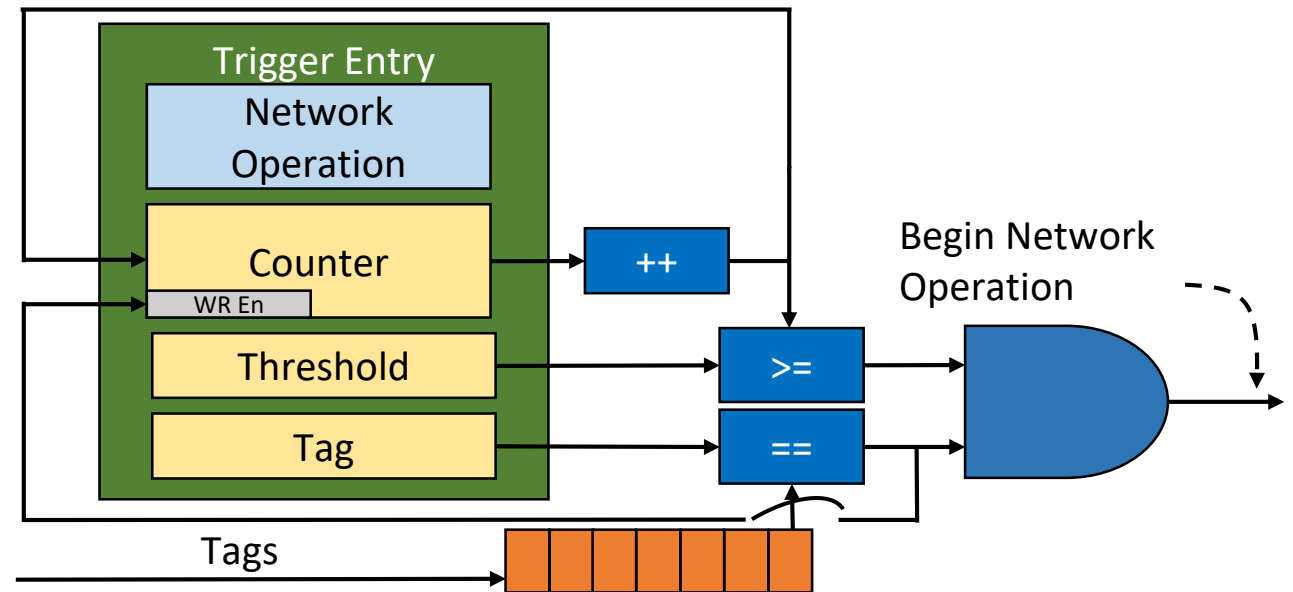 Trigger Entry
Network
Operation
Counter
WR En
Threshold
Tag
++
>=
==
Begin Network
Operation
Tags